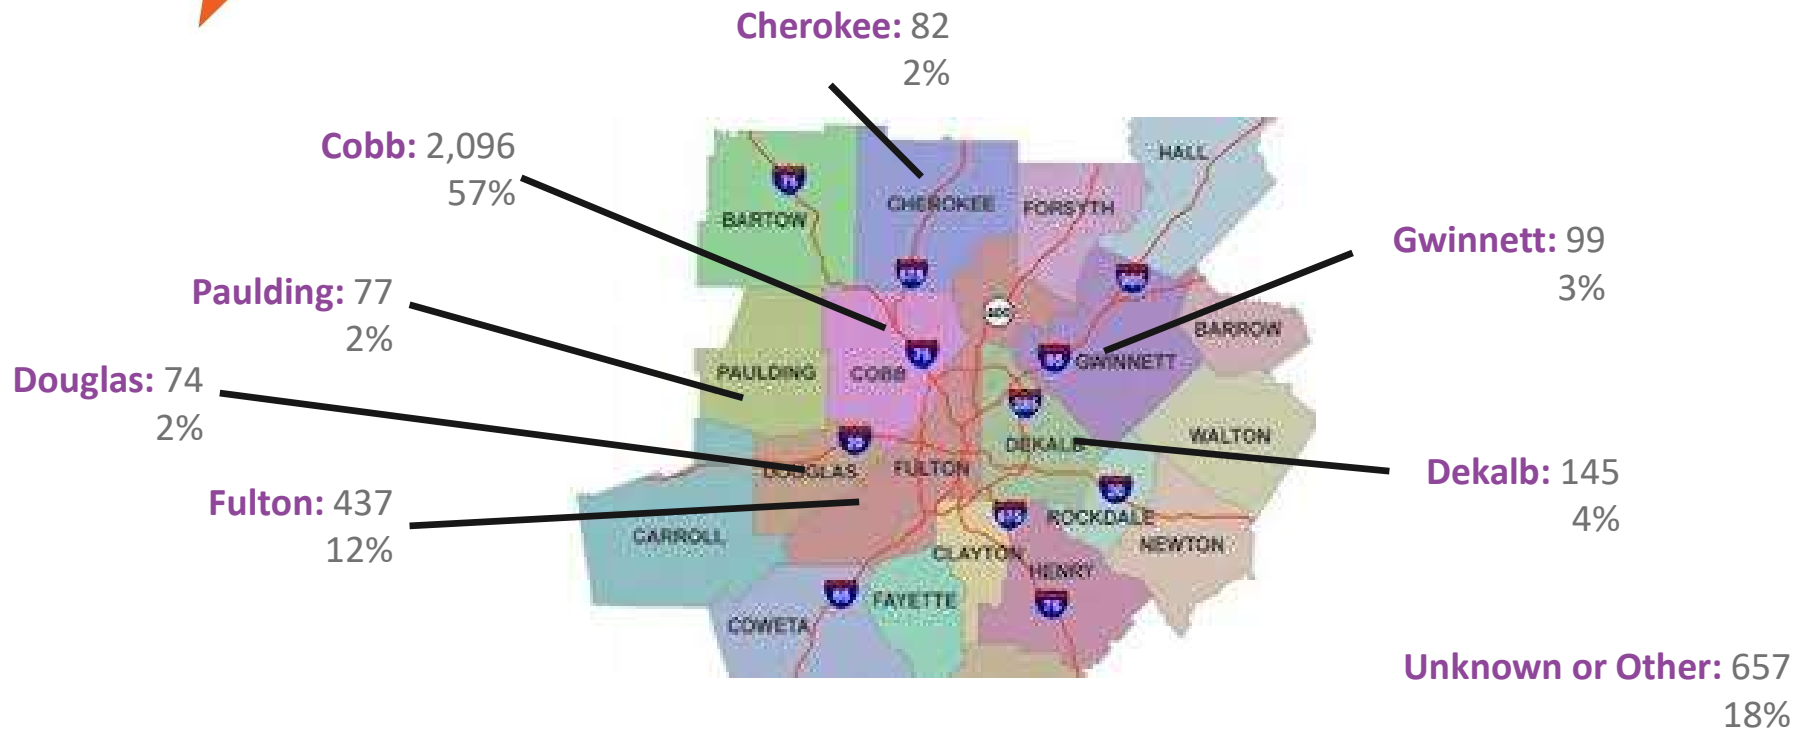 Cherokee: 82
2%
Cobb: 2,096
57%
Gwinnett: 99
3%
Paulding: 77
2%
Douglas: 74
2%
Dekalb: 145
4%
Fulton: 437
12%
Unknown or Other: 657
18%
HALL
BARTOW
CHEROKEE
FORSYTH
BARROW
PAULDING
COBB
GWINNETT
WALTON
DEKALB
DOUGLAS
FULTON
CARROLL
ROCKDALE
NEWTON
CLAYTON
HENRY
FAYETTE
COWETA
400
75